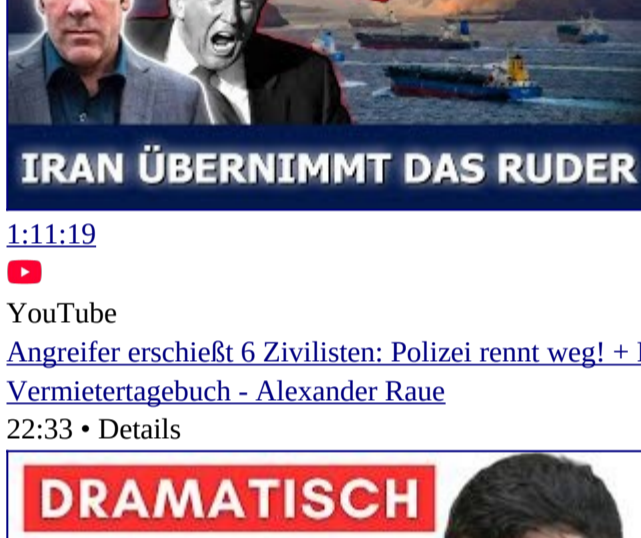 IRAN ÜBERNIMMT DAS RUDER
1:11:19
YouTube
Angreifer erschießt 6 Zivilisten: Polizei rennt weg! +
Vermietertagebuch - Alexander Raue
22:33 • Details
DRAMATISCH